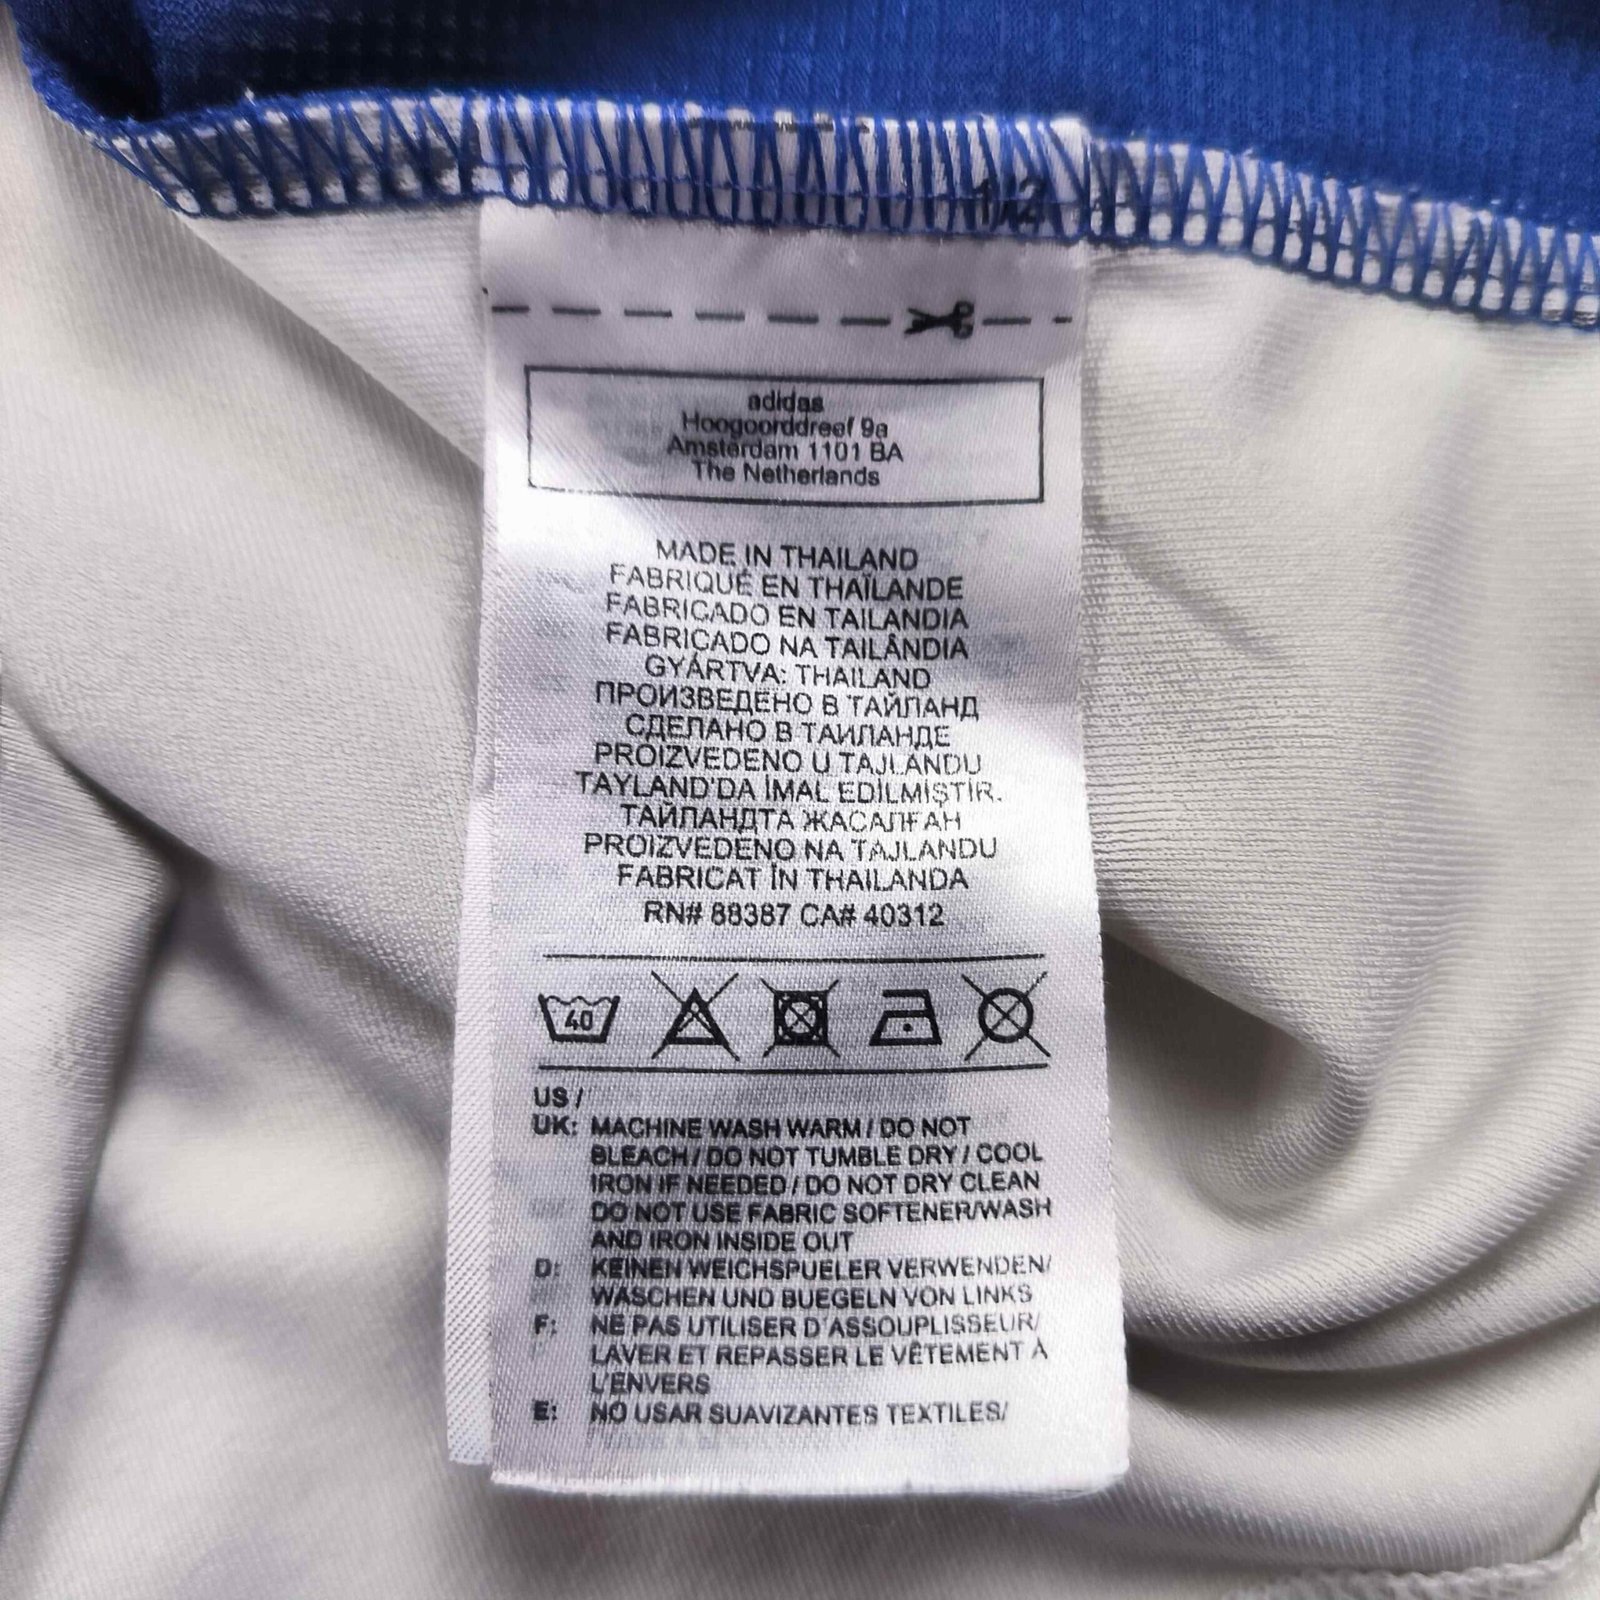 1/2
adidas
Hoogoorddreef 9a
Amsterdam 1101 BA
The Netherlands
MADE IN THAILAND
FABRIQUÉ EN THAÏLANDE
FABRICADO EN TAILANDIA
FABRICADO NA TAILÂNDIA
GYÁRTVA: THAILAND
ПРОИЗВЕДЕНО В ТАЙЛАНД
СДЕЛАНО В ТАИЛАНДЕ
PROIZVEDENO U TAJLANDU
TAYLAND'DA İMAL EDİLMİŞTİR.
ТАЙЛАНДТА ЖАСАЛҒАН
PROIZVEDENO NA TAJLANDU
FABRICAT ÎN THAILANDA
RN# 88387 CA# 40312
40
US /
UK: MACHINE WASH WARM / DO NOT
BLEACH / DO NOT TUMBLE DRY / COOL
IRON IF NEEDED / DO NOT DRY CLEAN
DO NOT USE FABRIC SOFTENER/WASH
AND IRON INSIDE OUT
D: KEINEN WEICHSPUELER VERWENDEN/
WASCHEN UND BUEGELN VON LINKS
F: NE PAS UTILISER D'ASSOUPLISSEUR/
LAVER ET REPASSER LE VÊTEMENT À
L'ENVERS
E: NO USAR SUAVIZANTES TEXTILES/